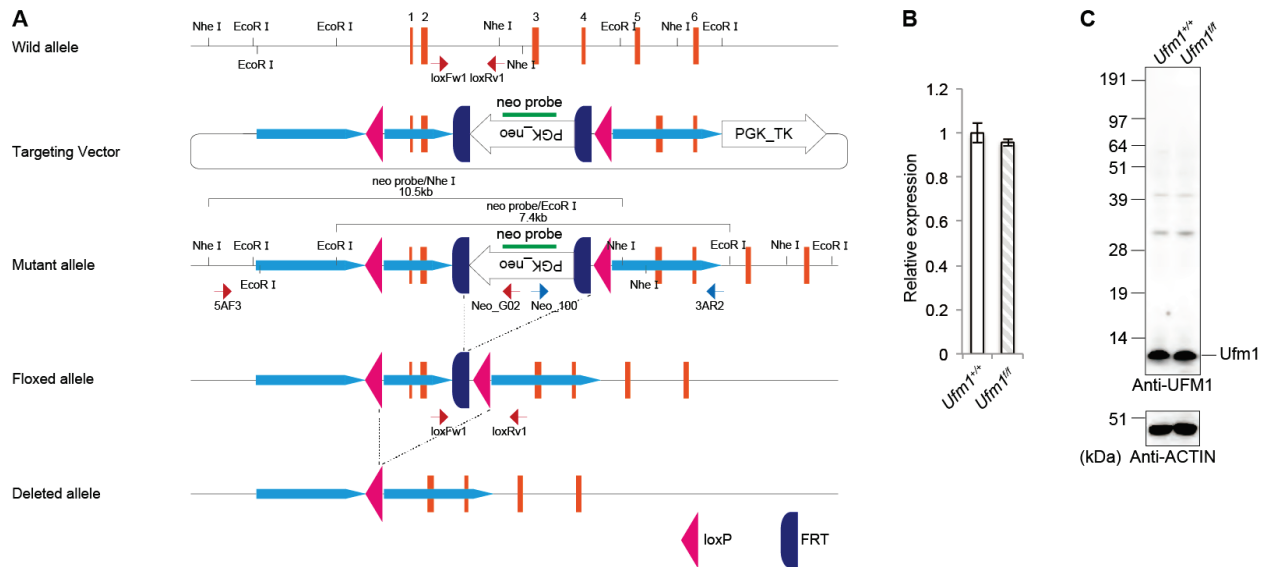 A
B
C
1 2 3 4 5 6
Nhe I EcoR I EcoR I Nhe I EcoR I Nhe I EcoR I
Wild allele
EcoR I Nhe I
loxFw1 loxRv1
neo probe
PGK_neo
PGK_TK
Targeting Vector
neo probe/Nhe I
10.5kb
neo probe/EcoR I
7.4kb
neo probe
Nhe I EcoR I EcoR I Nhe I EcoR I Nhe I EcoR I
Mutant allele
PGK_neo
EcoR I Nhe I
5AF3 Neo_G02 Neo_100 3AR2
Floxed allele
loxFw1 loxRv1
Deleted allele
loxP FRT
Relative expression
1.2
1
0.8
0.6
0.4
0.2
0
Ufm1+/+ Ufm1f/f
Ufm1+/+ Ufm1f/f
191
97
64
51
39
28
19
14
Ufm1
Anti-UFM1
51
(kDa) Anti-ACTIN